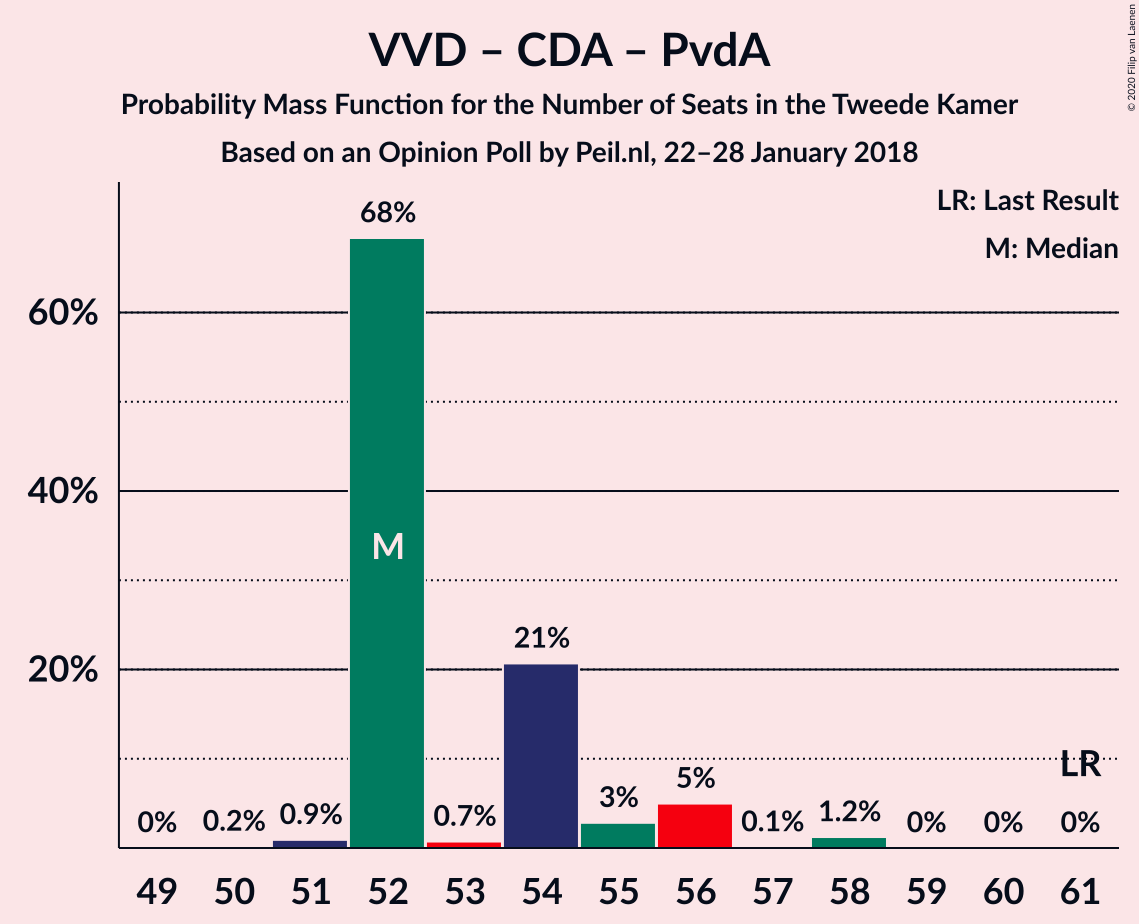 © 2020 Filip van Laenen
VVD – CDA – PvdA
Probability Mass Function for the Number of Seats in the Tweede Kamer
Based on an Opinion Poll by Peil.nl, 22–28 January 2018
LR: Last Result
M: Median
68%
60%
40%
M
21%
20%
LR
5%
3%
1.2%
0.9%
0.7%
0% 0.2% 0.1% 0% 0% 0%
49 50 51 52 53 54 55 56 57 58 59 60 61